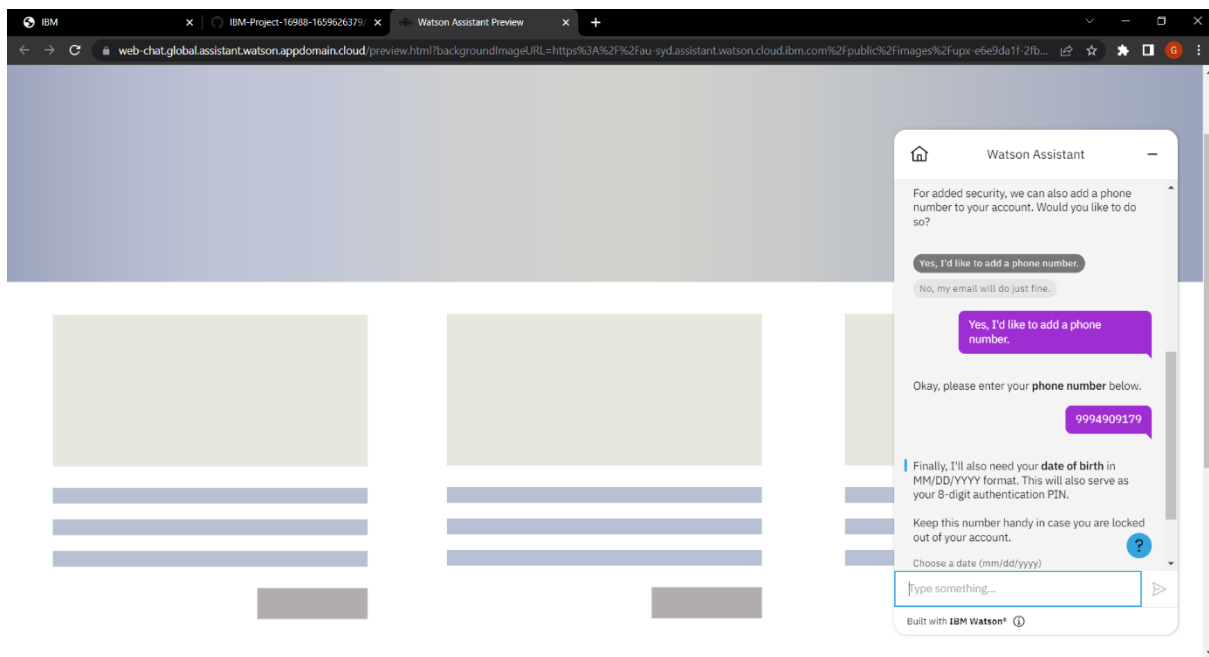 IBM
IBM-Project-16988-1659626379/
Watson Assistant Preview
web-chat.global.assistant.watson.appdomain.cloud/preview.html?backgroundImageURL=https%3A%2F%2Fau-syd.assistant.watson.cloud.ibm.com%2Fpublic%2Fimages%2Fupx-e6e9da1f-2fb...
G
Watson Assistant
For added security, we can also add a phone
number to your account. Would you like to do
so?
Yes, I'd like to add a phone number.
No, my email will do just fine.
Yes, I'd like to add a phone
number.
Okay, please enter your phone number below.
9994909179
Finally, I'll also need your date of birth in
MM/DD/YYYY format. This will also serve as
your 8-digit authentication PIN.
Keep this number handy in case you are locked
out of your account.
?
Choose a date (mm/dd/yyyy)
Type something...
Built with IBM Watson®